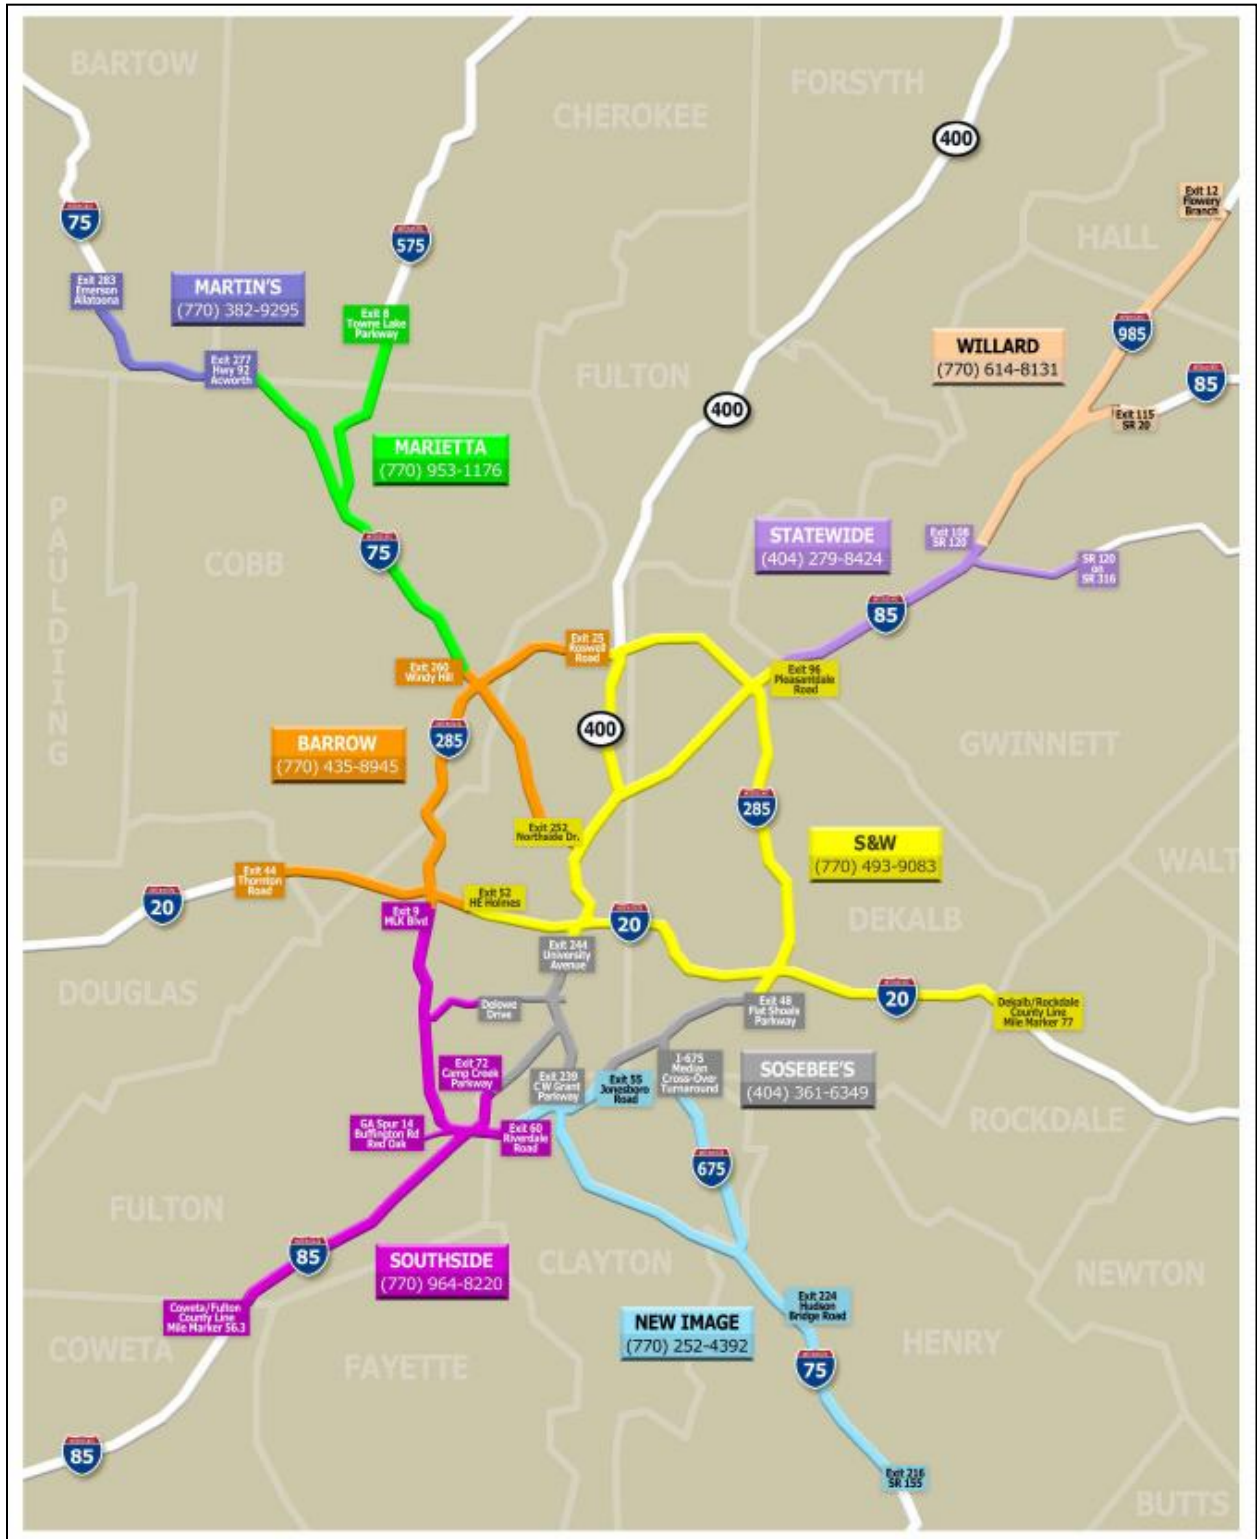 BARTOW
FORSYTH
CHEROKEE
400
Exit 12
Flowery
Branch
75
575
HALL
Exit 283
Emerson
Allatoona
MARTIN'S
(770) 382-9295
Exit 8
Towne Lake
Parkway
985
WILLARD
(770) 614-8131
Exit 277
Hwy 92
Acworth
FULTON
85
400
Exit 115
SR 20
MARIETTA
(770) 953-1176
PAULDING
STATEWIDE
(404) 279-8424
Exit 108
SR 120
75
COBB
SR 120
on
SR 316
85
Exit 25
Roswell
Road
Exit 260
Windy Hill
Exit 96
Pleasantdale
Road
400
285
BARROW
(770) 435-8945
GWINNETT
285
Exit 252
Northside Dr.
S&W
(770) 493-9083
WALT
Exit 44
Thornton
Road
20
Exit 52
HE Holmes
Exit 9
MLK Blvd
20
DEKALB
Exit 244
University
Avenue
DOUGLAS
20
Delowe
Drive
Exit 48
Flat Shoals
Parkway
Dekalb/Rockdale
County Line
Mile Marker 77
Exit 72
Camp Creek
Parkway
Exit 239
CW Grant
Parkway
Exit 55
Jonesboro
Road
I-675
Median
Cross-Over
Turnaround
SOSEBEE'S
(404) 361-6349
ROCKDALE
GA Spur 14
Buffington Rd
Red Oak
Exit 60
Riverdale
Road
675
FULTON
85
SOUTHSIDE
(770) 964-8220
CLAYTON
NEWTON
Coweta/Fulton
County Line
Mile Marker 56.3
Exit 224
Hudson
Bridge Road
NEW IMAGE
(770) 252-4392
COWETA
FAYETTE
HENRY
75
85
Exit 216
SR 155
BUTTS